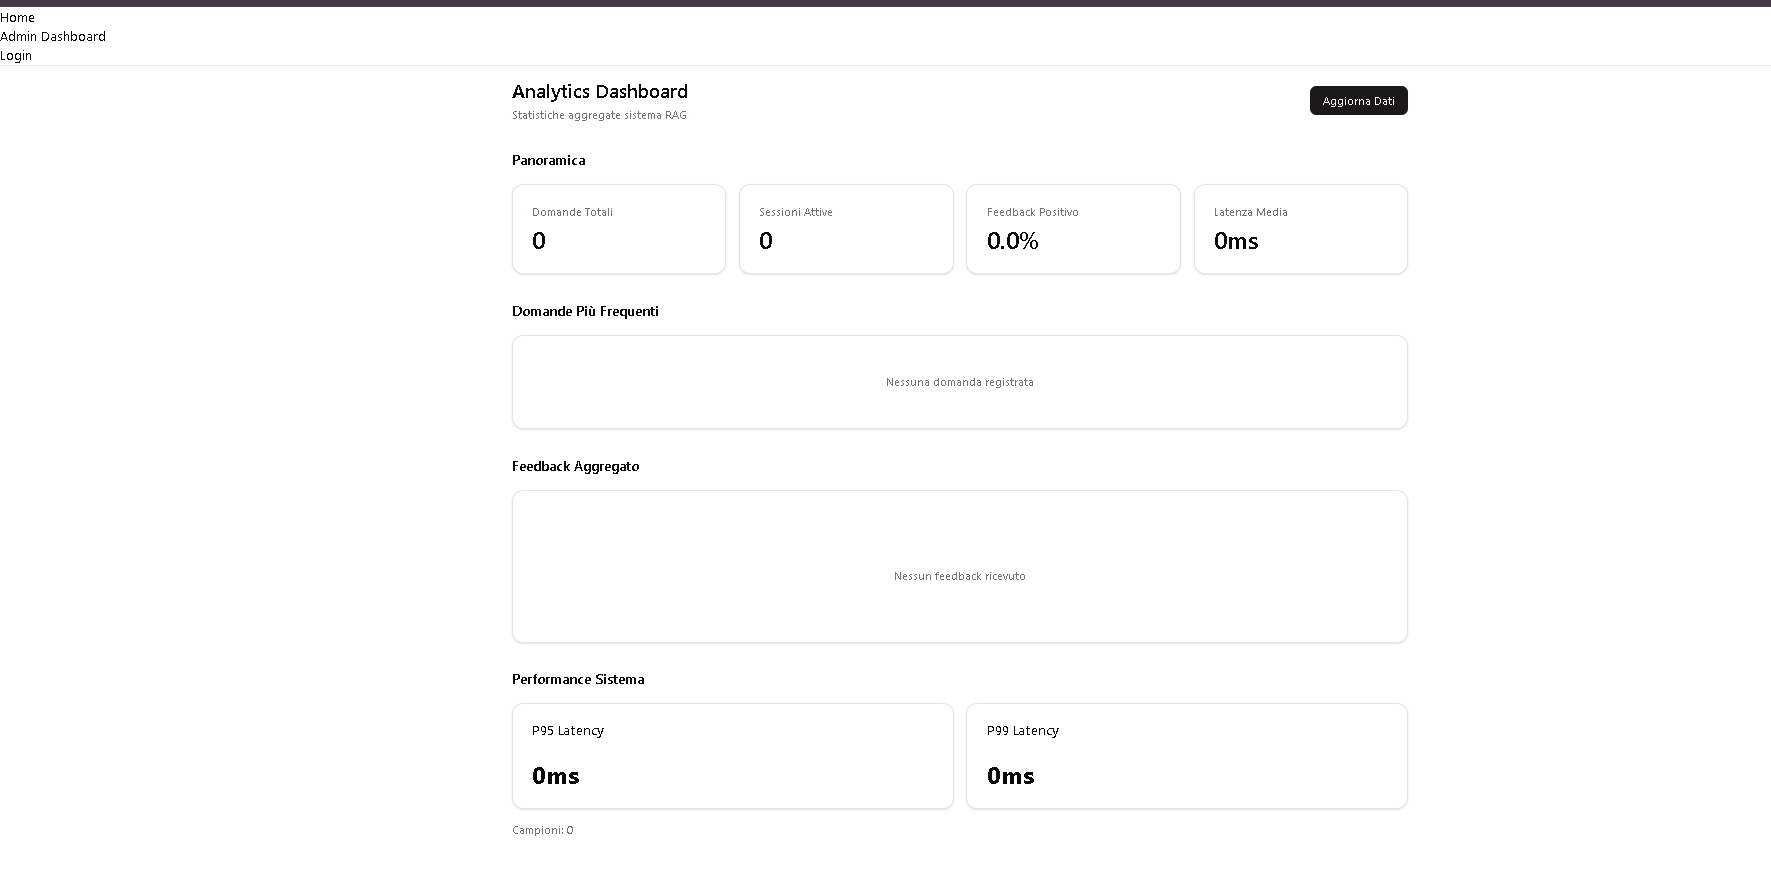 Home
Admin Dashboard
Login
Analytics Dashboard
Statistiche aggregate sistema RAG
Aggiorna Dati
Panoramica
Domande Totali
0
Sessioni Attive
0
Feedback Positivo
0.0%
Latenza Media
0ms
Domande Più Frequenti
Nessuna domanda registrata
Feedback Aggregato
Nessun feedback ricevuto
Performance Sistema
P95 Latency
0ms
P99 Latency
0ms
Campioni: 0